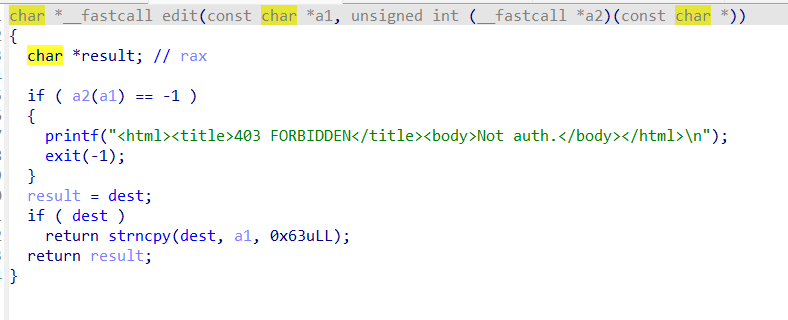 char *__fastcall edit(const char *a1, unsigned int (__fastcall *a2)(const char *))
{
char *result; // rax
if ( a2(a1) == -1 )
{
printf("<html><title>403 FORBIDDEN</title><body>Not auth.</body></html>\n");
exit(-1);
}
result = dest;
if ( dest )
return strncpy(dest, a1, 0x63uLL);
return result;
}